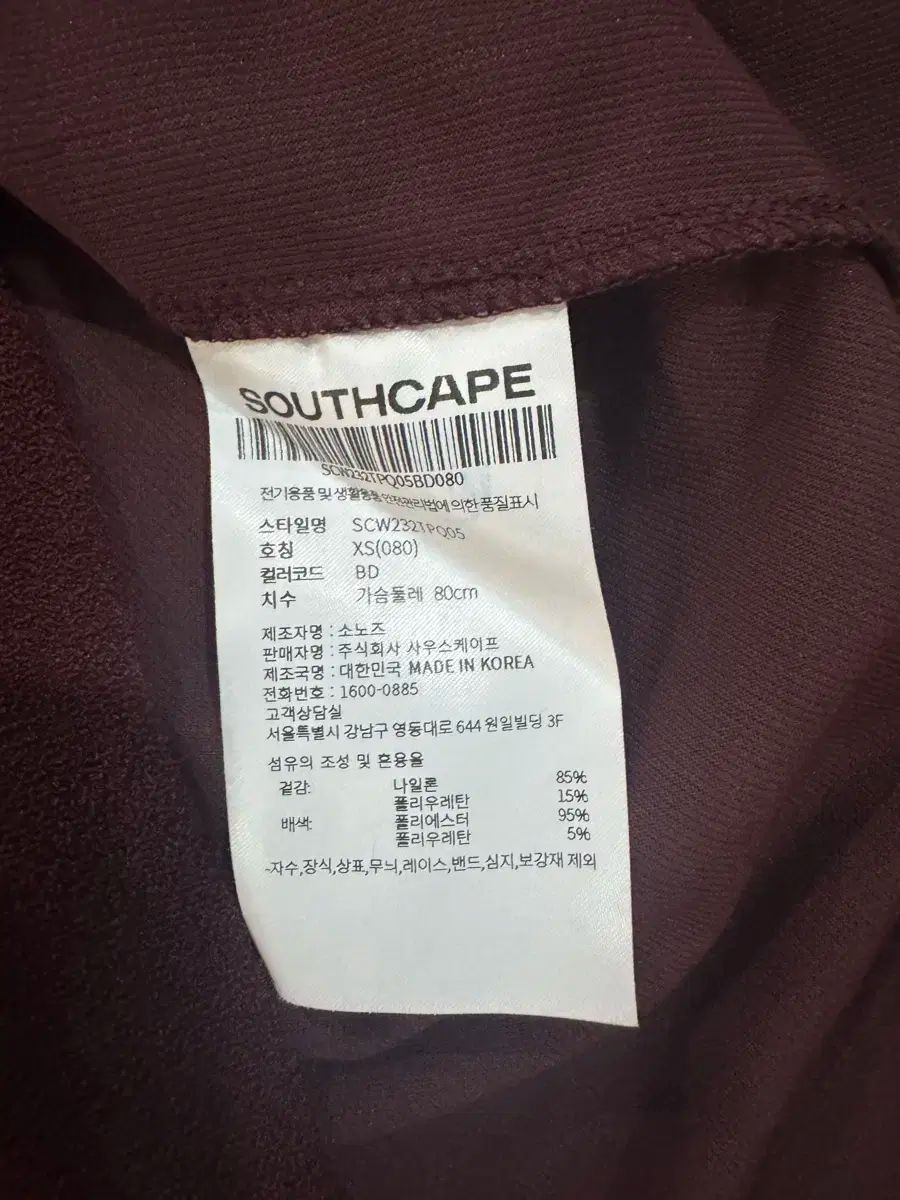 SOUTHCAPE
SCW232TPQ05BD080
전기용품 및 생활용품 안전관리법에 의한 품질표시
스타일명 SCW232TPQ05
호칭 XS(080)
컬러코드 BD
치수 가슴둘레 80cm
제조자명 : 소노즈
판매자명 : 주식회사 사우스케이프
제조국명 : 대한민국 MADE IN KOREA
전화번호 : 1600-0885
고객상담실
서울특별시 강남구 영동대로 644 원일빌딩 3F
섬유의 조성 및 혼용율
겉감: 나일론 85%
폴리우레탄 15%
배색: 폴리에스터 95%
폴리우레탄 5%
~자수,장식,상표,무늬,레이스,밴드,심지,보강재 제외